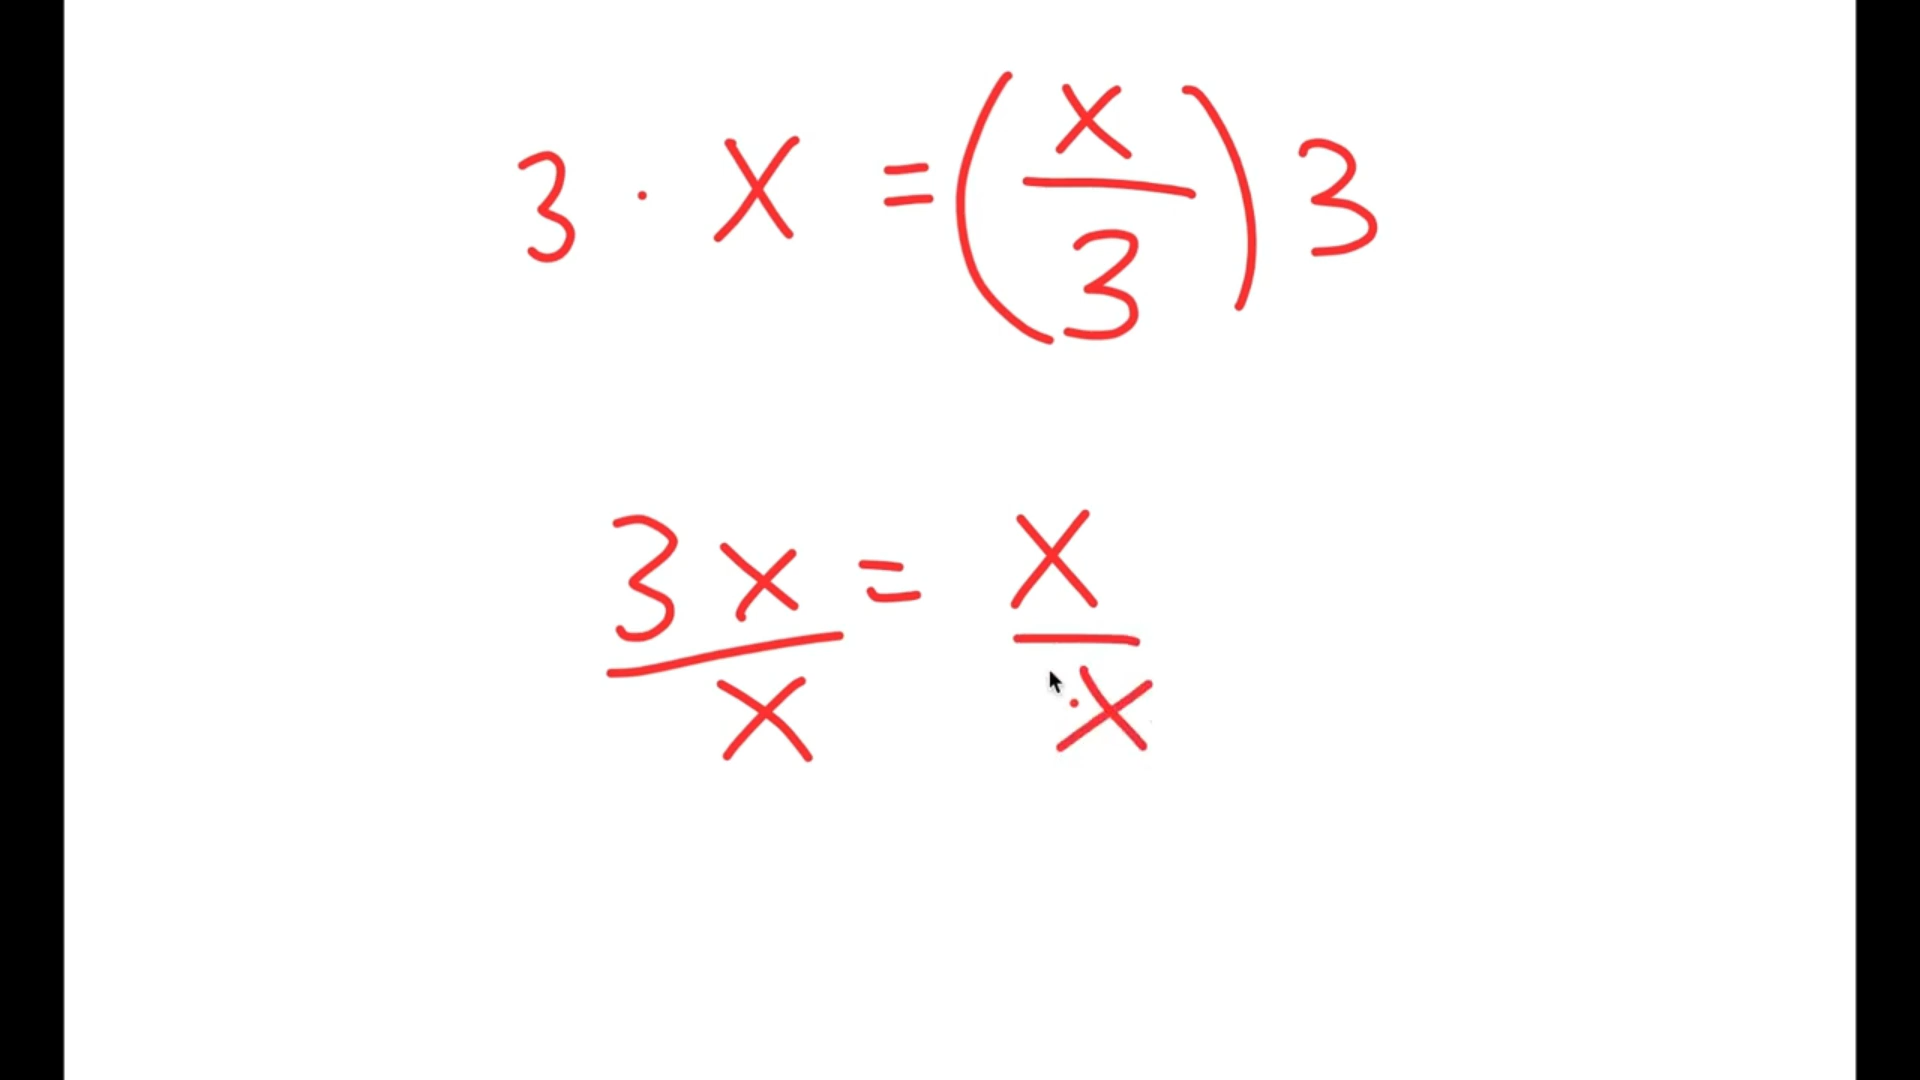 3 · x = (x/3) 3
3x/x = x/x